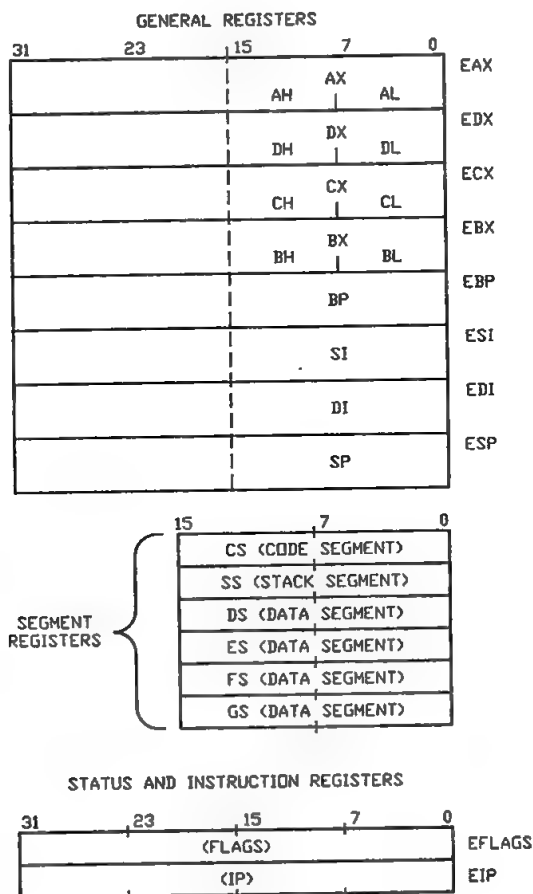 GENERAL REGISTERS
31 23 15 7 0
AX EAX
AH AL
DX EDX
DH DL
CX ECX
CH CL
BX EBX
BH BL
BP EBP
SI ESI
DI EDI
SP ESP
15 7 0
CS (CODE SEGMENT)
SS (STACK SEGMENT)
DS (DATA SEGMENT)
ES (DATA SEGMENT)
FS (DATA SEGMENT)
GS (DATA SEGMENT)
SEGMENT
REGISTERS
STATUS AND INSTRUCTION REGISTERS
31 23 15 7 0
(FLAGS) EFLAGS
(IP) EIP